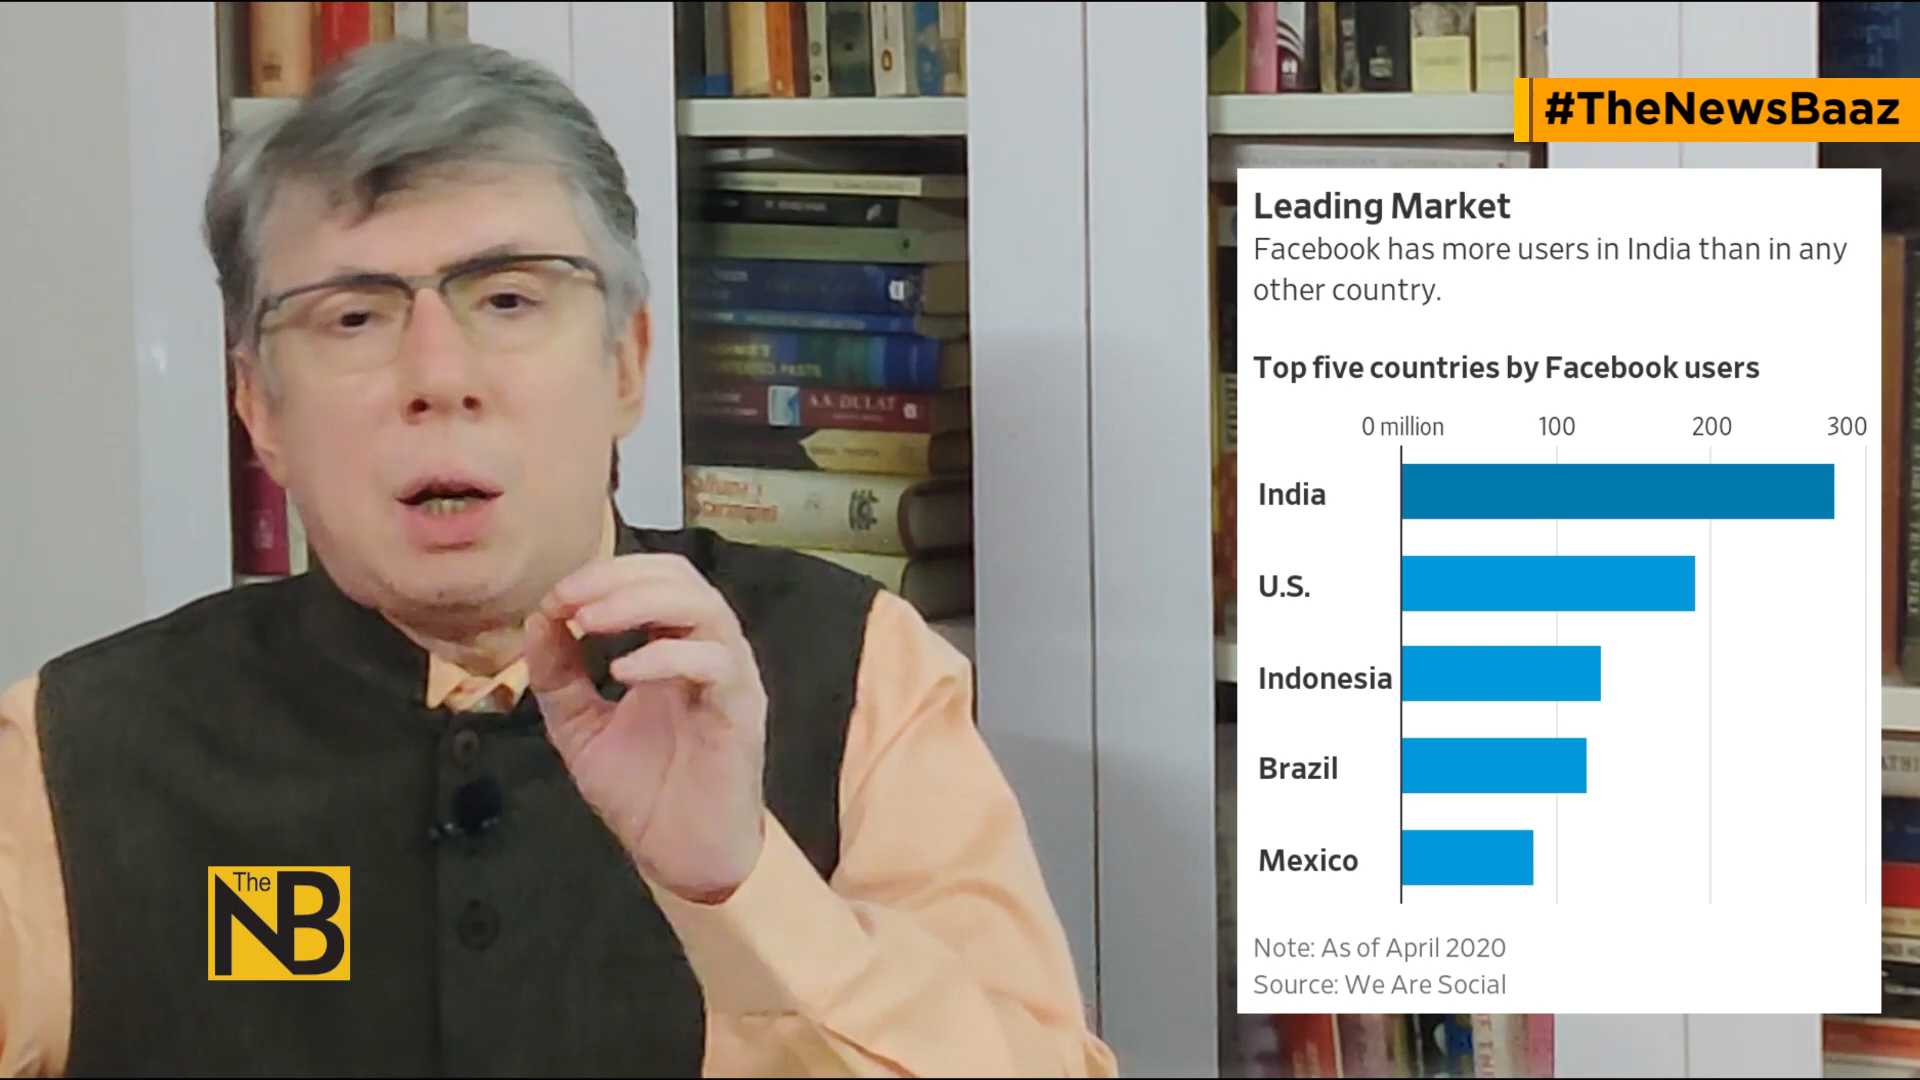 #TheNewsBaaz
Leading Market
Facebook has more users in India than in any
other country.
Top five countries by Facebook users
0 million 100 200 300
India
U.S.
Indonesia
Brazil
Mexico
Note: As of April 2020
Source: We Are Social
The
NB
A.S. DULAT